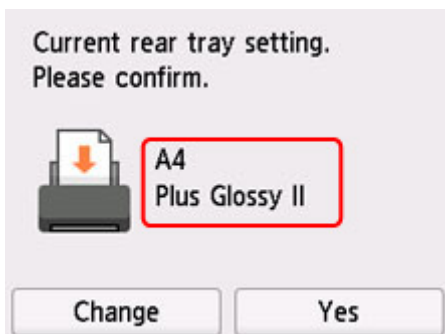 Current rear tray setting.
Please confirm.
A4
Plus Glossy II
Change
Yes